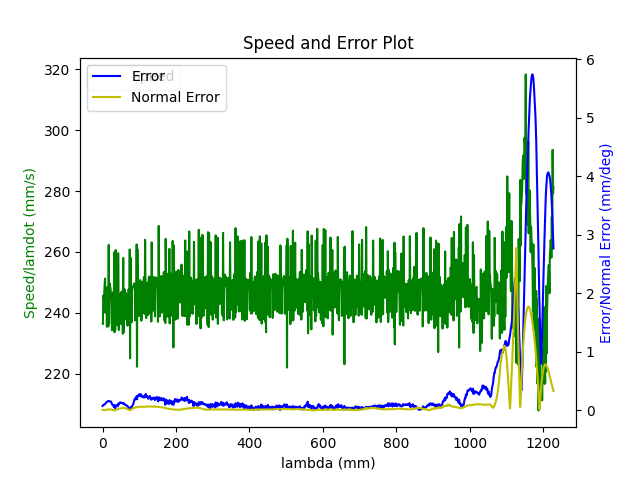 Speed and Error Plot
320
300
280
260
240
220
6
5
4
3
2
1
0
Error
Normal Error
Speed/lamdot (mm/s)
Error/Normal Error (mm/deg)
0 200 400 600 800 1000 1200
lambda (mm)